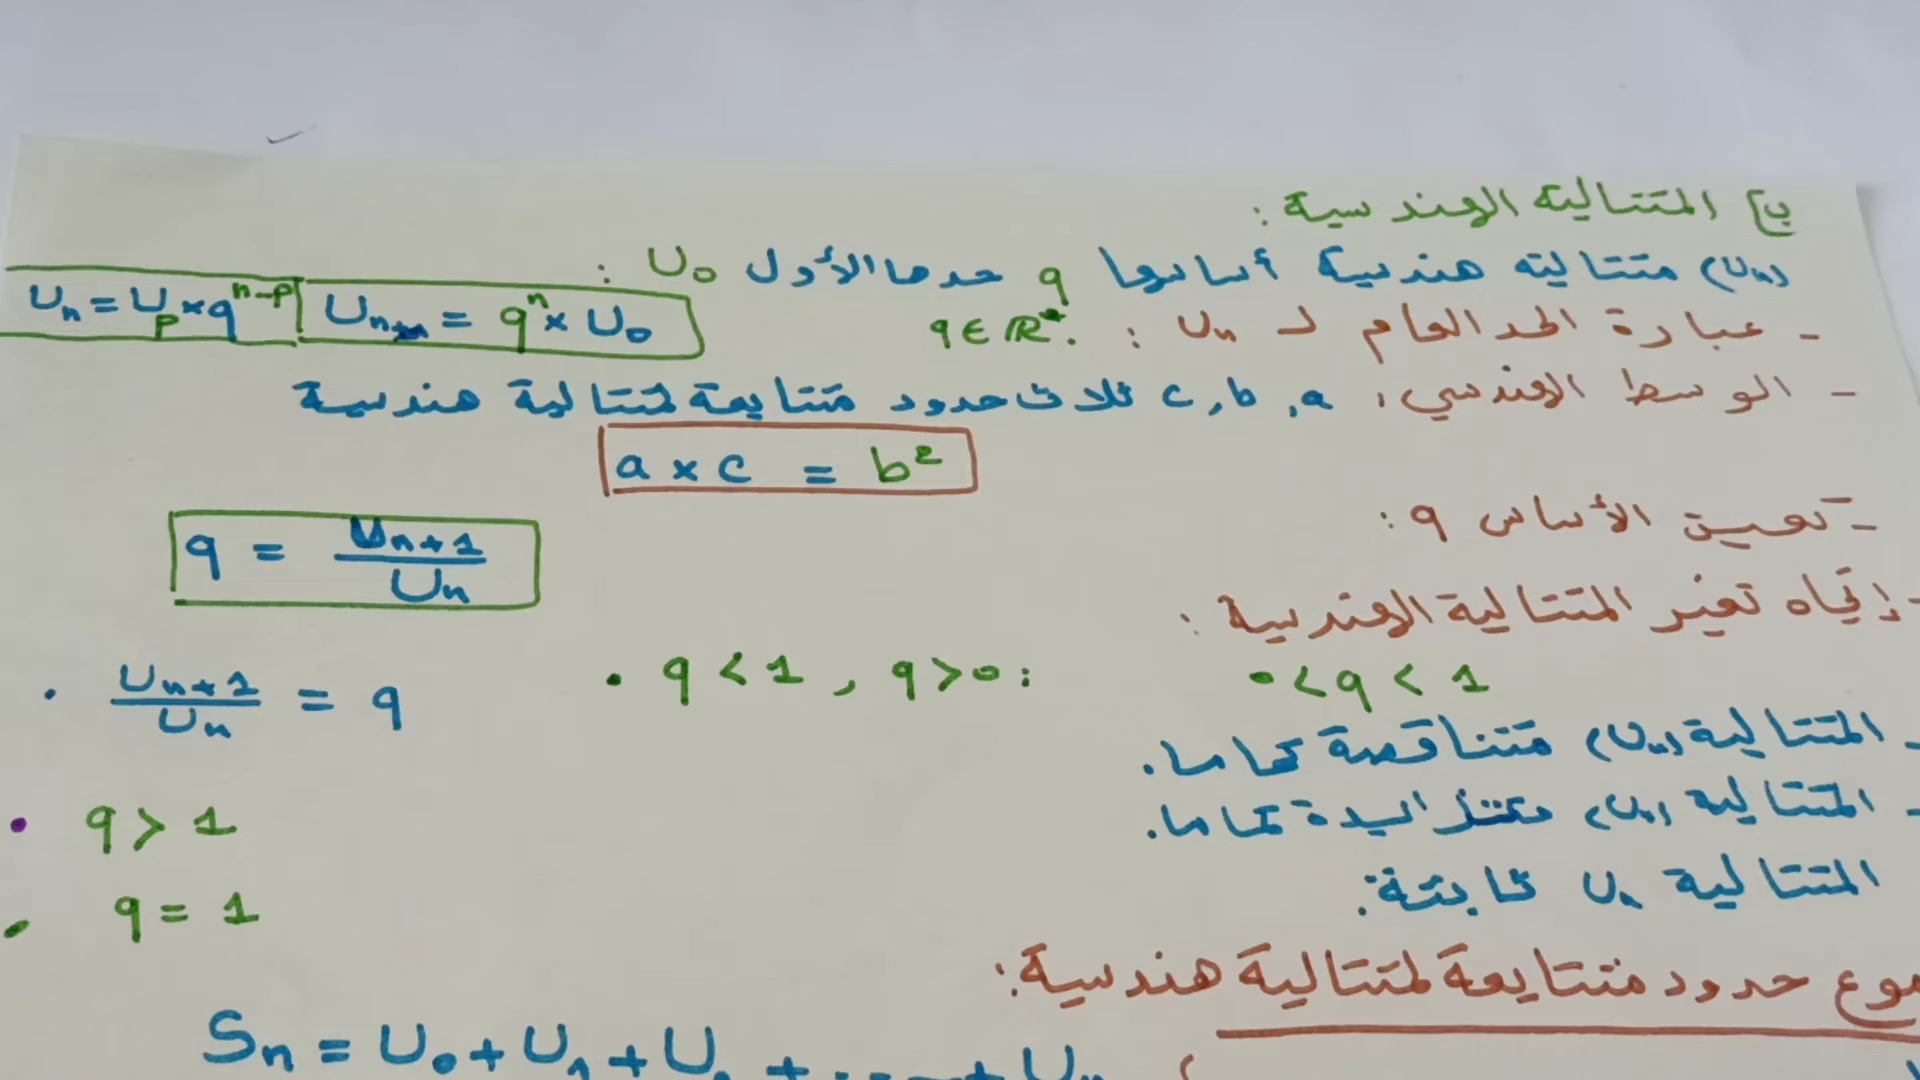 ب) المتتالية الهندسية :
(Un) متتالية هندسية أساسها q حدها الأول U0 :
- عبارة الحد العام لـ Un : q ∈ ℝ* . Un = q^n × U0 Un = Up × q^(n-p)
- الوسط الهندسي : a , b , c ثلاث حدود متتابعة لمتتالية هندسية
a × c = b²
- تعيين الأساس q :
q = Un+1 / Un
- إتجاه تغير المتتالية الهندسية :
0 < q < 1 • q < 1 , q > 0 : • Un+1 / Un = q
- المتتالية (Un) متناقصة تماما.
- المتتالية (Un) متزايدة تماما. • q > 1
المتتالية Un ثابتة. • q = 1
حدود متتابعة لمتتالية هندسية :
Sn = U0 + U1 + U